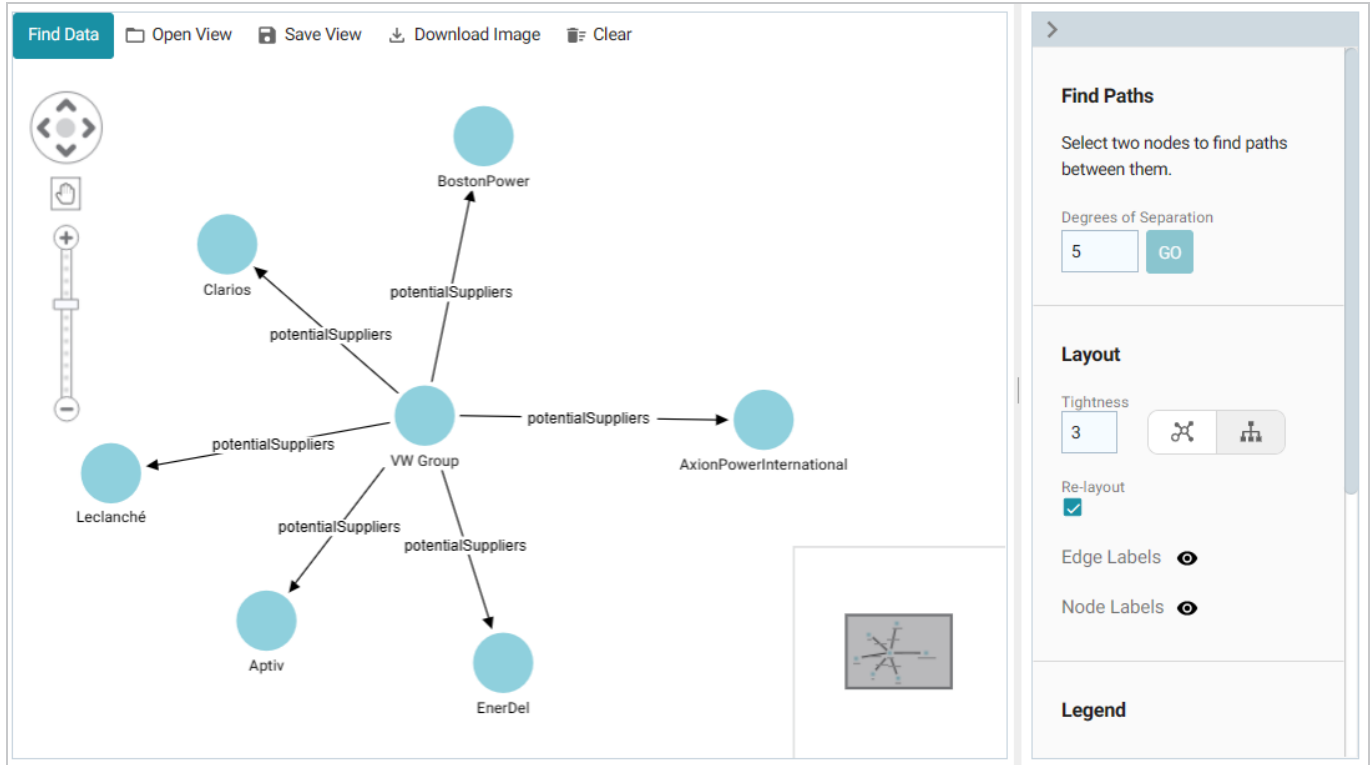 Find Data
Open View
Save View
Download Image
Clear
BostonPower
Clarios
potentialSuppliers
potentialSuppliers
potentialSuppliers
potentialSuppliers
VW Group
AxionPowerInternational
Leclanché
potentialSuppliers
potentialSuppliers
Aptiv
EnerDel
Find Paths
Select two nodes to find paths
between them.
Degrees of Separation
5
GO
Layout
Tightness
3
Re-layout
Edge Labels
Node Labels
Legend